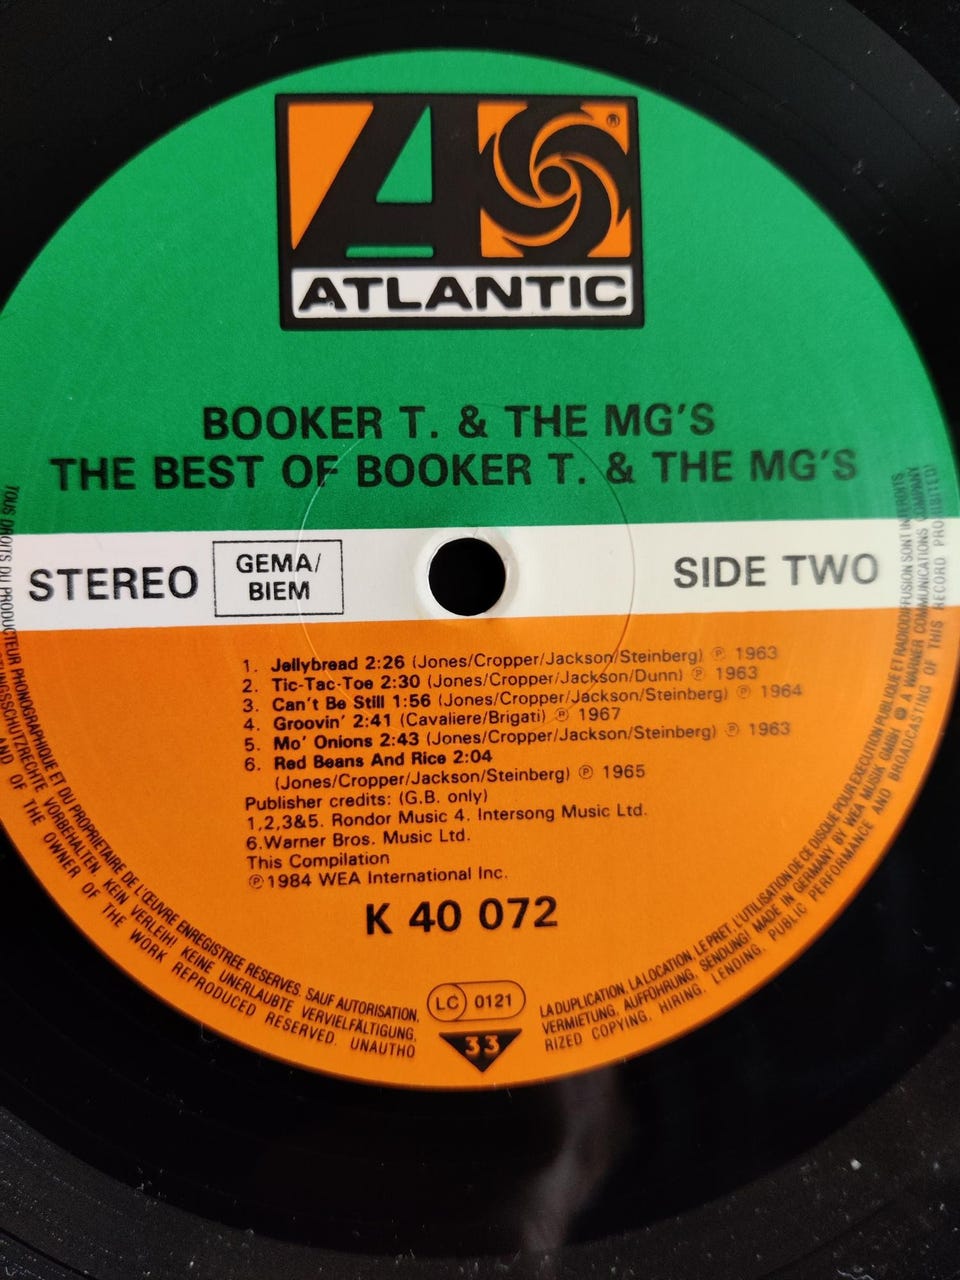 ®
ATLANTIC
BOOKER T. & THE MG'S
THE BEST OF BOOKER T. & THE MG'S
STEREO
GEMA/
BIEM
SIDE TWO
1. Jellybread 2:26 (Jones/Cropper/Jackson/Steinberg) ℗ 1963
2. Tic-Tac-Toe 2:30 (Jones/Cropper/Jackson/Dunn) ℗ 1963
3. Can't Be Still 1:56 (Jones/Cropper/Jackson/Steinberg) ℗ 1964
4. Groovin' 2:41 (Cavaliere/Brigati) ℗ 1967
5. Mo' Onions 2:43 (Jones/Cropper/Jackson/Steinberg) ℗ 1963
6. Red Beans And Rice 2:04
(Jones/Cropper/Jackson/Steinberg) ℗ 1965
Publisher credits: (G.B. only)
1,2,3&5. Rondor Music 4. Intersong Music Ltd.
6.Warner Bros. Music Ltd.
This Compilation
℗1984 WEA International Inc.
K 40 072
LC 0121
33
TOUS DROITS DU PRODUCTEUR PHONOGRAPHIQUE ET DU PROPRIETAIRE DE L'ŒUVRE ENREGISTREE RESERVES. SAUF AUTORISATION, LA DUPLICATION, LA LOCATION, LE PRET, L'UTILISATION DE CE DISQUE POUR EXECUTION PUBLIQUE ET RADIODIFFUSION SONT INTERDITS
VORBEHALTEN. KEIN VERLEIH! KEINE UNERLAUBTE VERVIELFÄLTIGUNG, VERMIETUNG, AUFFÜHRUNG, SENDUNG! MADE IN GERMANY BY WEA MUSIK GMBH A WARNER COMMUNICATIONS COMPANY
AND OF THE OWNER OF THE WORK REPRODUCED RESERVED. UNAUTHORIZED COPYING, HIRING, LENDING, PUBLIC PERFORMANCE AND BROADCASTING OF THIS RECORD PROHIBITED!